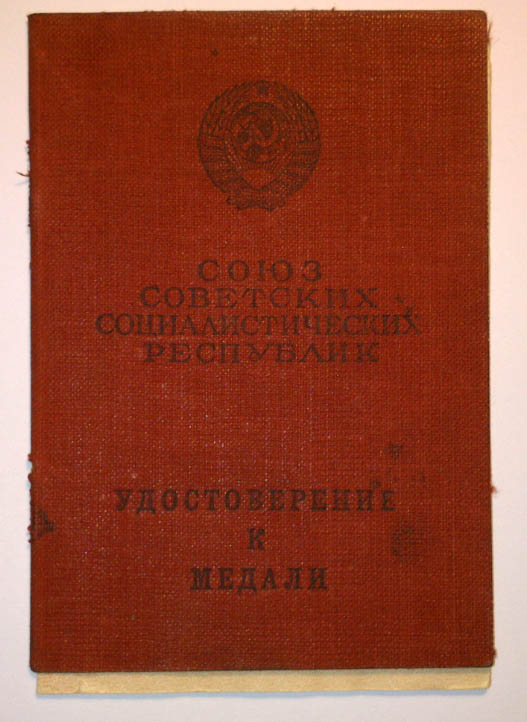 СОЮЗ
СОВЕТСКИХ
СОЦИАЛИСТИЧЕСКИХ
РЕСПУБЛИК
УДОСТОВЕРЕНИЕ
К
МЕДАЛИ